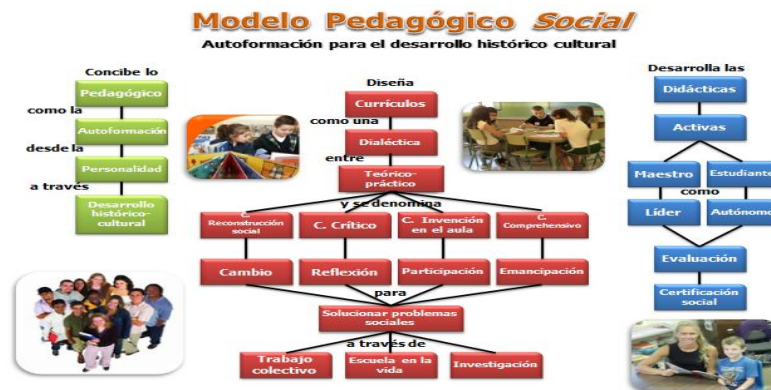 Modelo Pedagógico Social
Autoformación para el desarrollo histórico cultural
Concibe lo
Pedagógico
como la
Autoformación
desde la
Personalidad
a través
Desarrollo
histórico-
cultural
Diseña
Currículos
como una
Dialéctica
entre
Teórico-
práctico
y se denomina
C.
Reconstrucción
social
C. Crítico
C. Invención
en el aula
C.
Comprehensivo
Cambio
Reflexión
Participación
Emancipación
para
Solucionar problemas
sociales
a través de
Trabajo
colectivo
Escuela en la
vida
Investigación
Desarrolla las
Didácticas
Activas
Maestro
Estudiante
como
Líder
Autónomo
Evaluación
Certificación
social